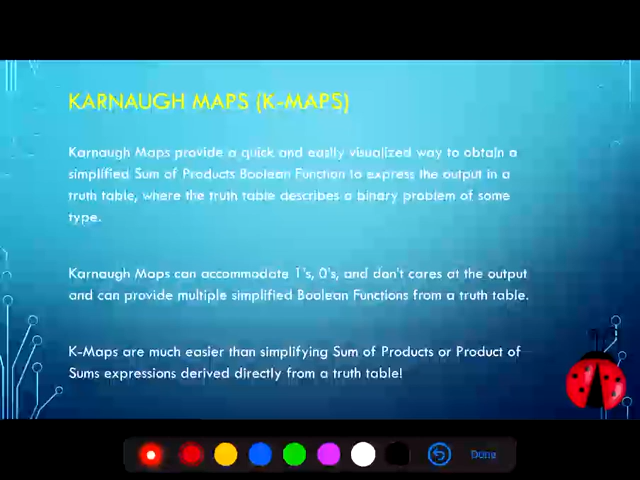 KARNAUGH MAPS (K-MAPS)
Karnaugh Maps provide a quick and easily visualized way to obtain a
simplified Sum of Products Boolean Function to express the output in a
truth table, where the truth table describes a binary problem of some
type.
Karnaugh Maps can accommodate 1's, 0's, and don't cares at the output
and can provide multiple simplified Boolean Functions from a truth table.
K-Maps are much easier than simplifying Sum of Products or Product of
Sums expressions derived directly from a truth table!
Done